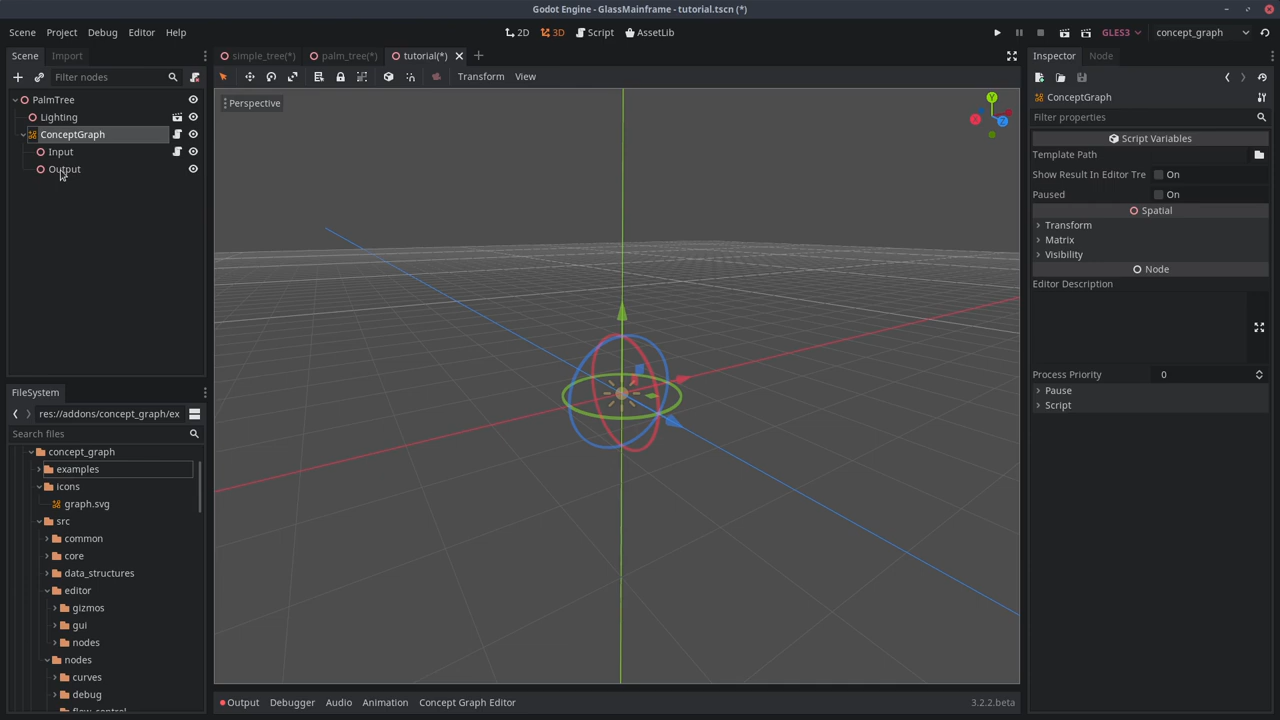 Godot Engine - GlassMainframe - tutorial.tscn (*)
Scene Project Debug Editor Help
2D 3D Script AssetLib
GLES3 concept_graph
Scene Import
simple_tree(*) palm_tree(*) tutorial(*)
Inspector Node
Filter nodes
Transform View
Perspective
Y
X
Z
PalmTree
Lighting
ConceptGraph
Input
Output
ConceptGraph
Filter properties
Script Variables
Template Path
Show Result In Editor Tre On
Paused On
Spatial
Transform
Matrix
Visibility
Node
Editor Description
Process Priority 0
Pause
Script
FileSystem
res://addons/concept_graph/ex
Search files
concept_graph
examples
icons
graph.svg
src
common
core
data_structures
editor
gizmos
gui
nodes
nodes
curves
debug
flow_control
Output Debugger Audio Animation Concept Graph Editor 3.2.2.beta